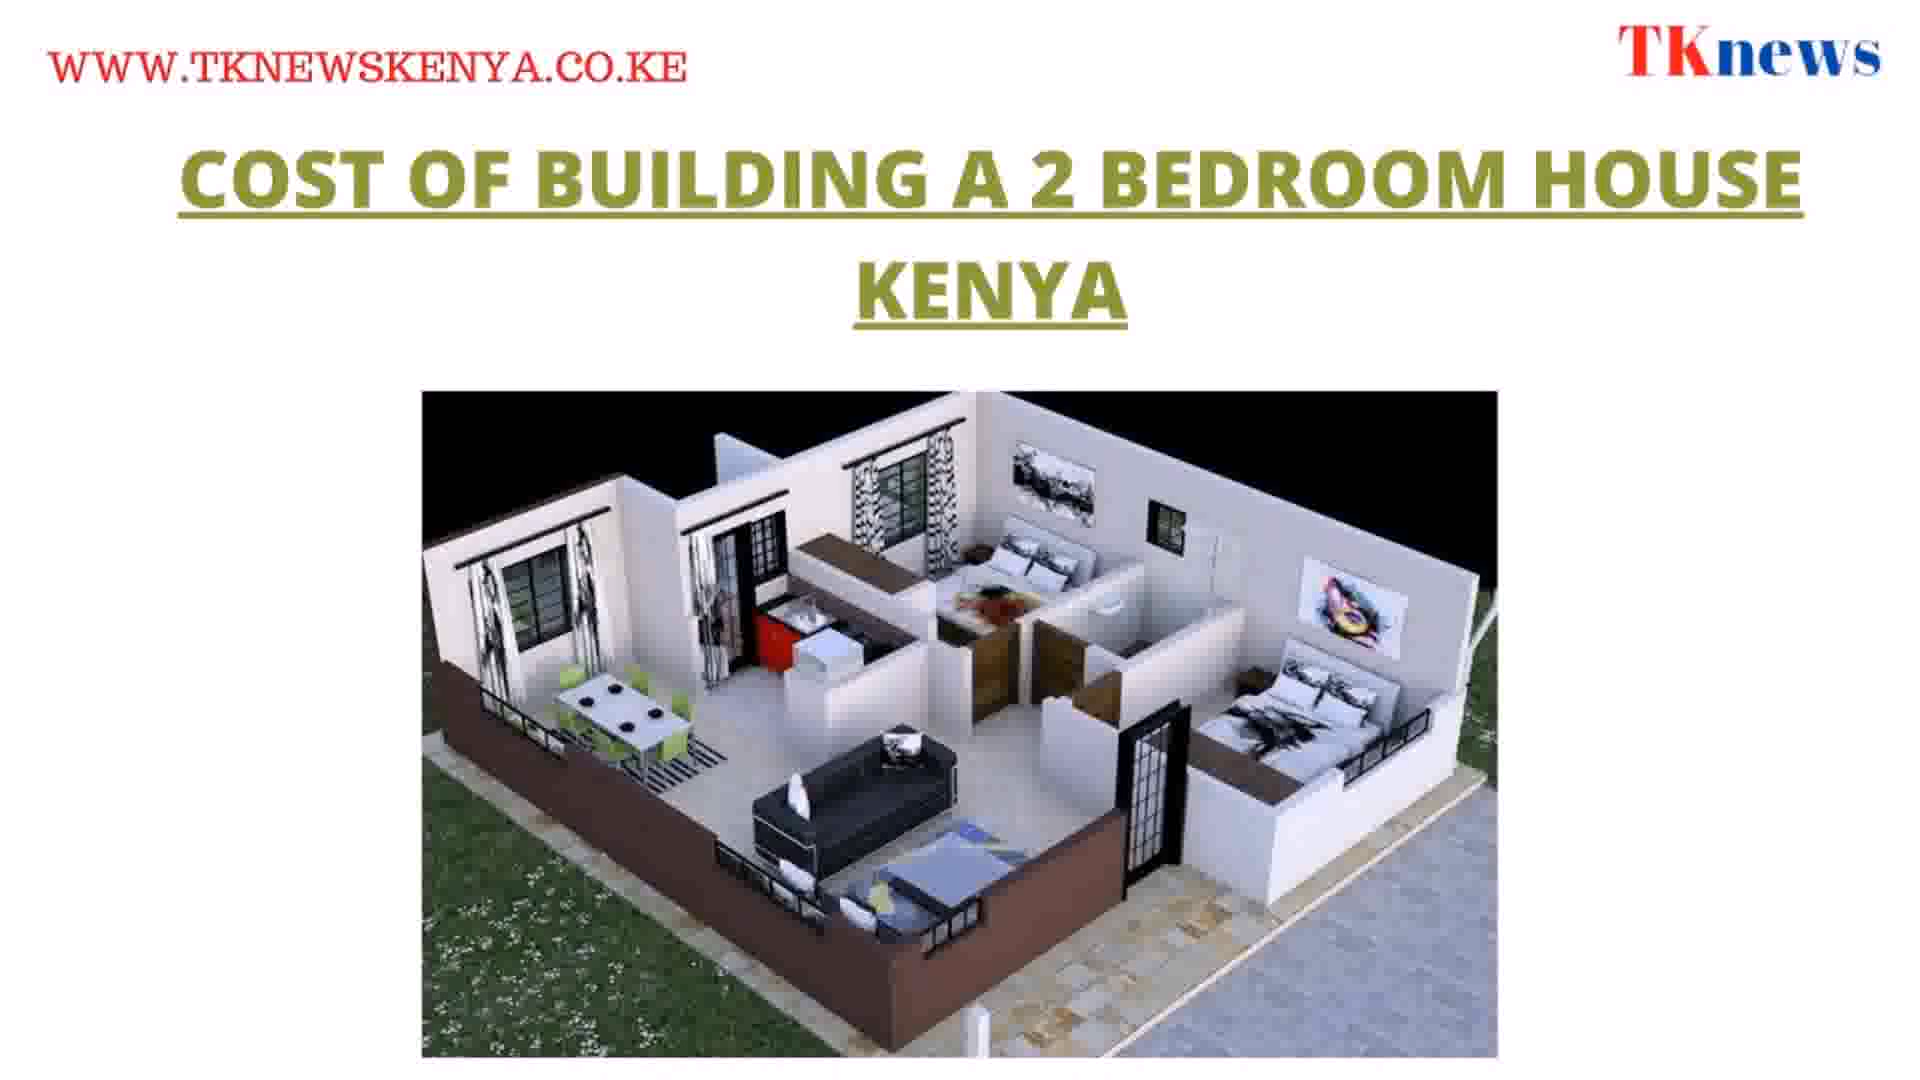 WWW.TKNEWSKENYA.CO.KE
TKnews
COST OF BUILDING A 2 BEDROOM HOUSE
KENYA